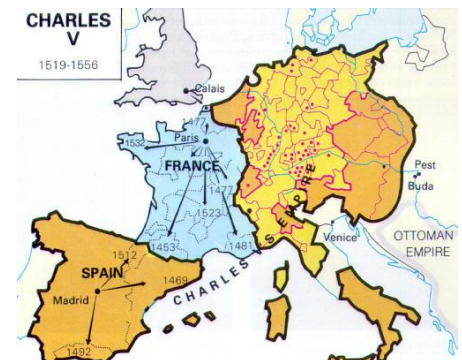 CHARLES
V
1519-1556
Calais
1477
Paris
1532
FRANCE
1477
1523
1453
1481
CHARLES'S EMPIRE
Pest
Buda
Venice
OTTOMAN
EMPIRE
1512
SPAIN
1469
Madrid
1492